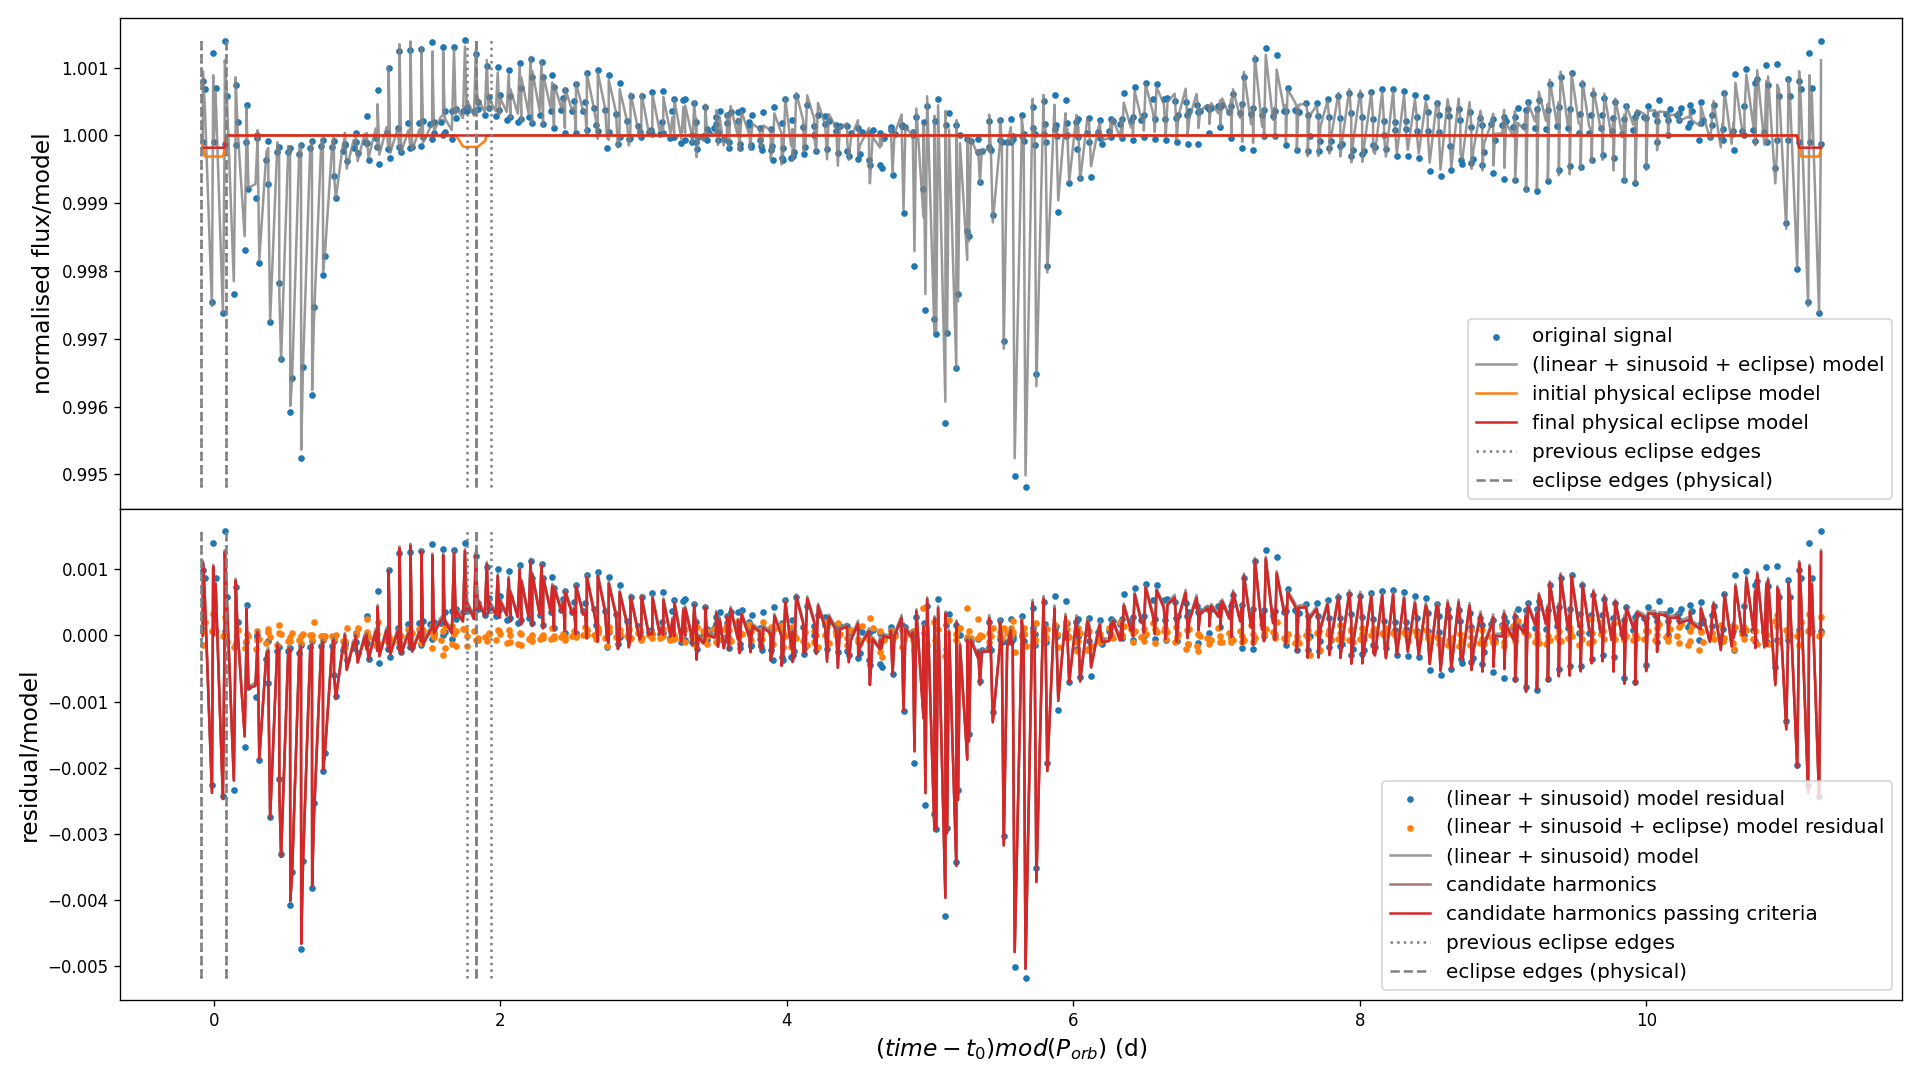 normalised flux/model
1.001
1.000
0.999
0.998
0.997
0.996
0.995
original signal
(linear + sinusoid + eclipse) model
initial physical eclipse model
final physical eclipse model
previous eclipse edges
eclipse edges (physical)
residual/model
0.001
0.000
−0.001
−0.002
−0.003
−0.004
−0.005
(linear + sinusoid) model residual
(linear + sinusoid + eclipse) model residual
(linear + sinusoid) model
candidate harmonics
candidate harmonics passing criteria
previous eclipse edges
eclipse edges (physical)
0 2 4 6 8 10
(time − t₀)mod(P_orb) (d)